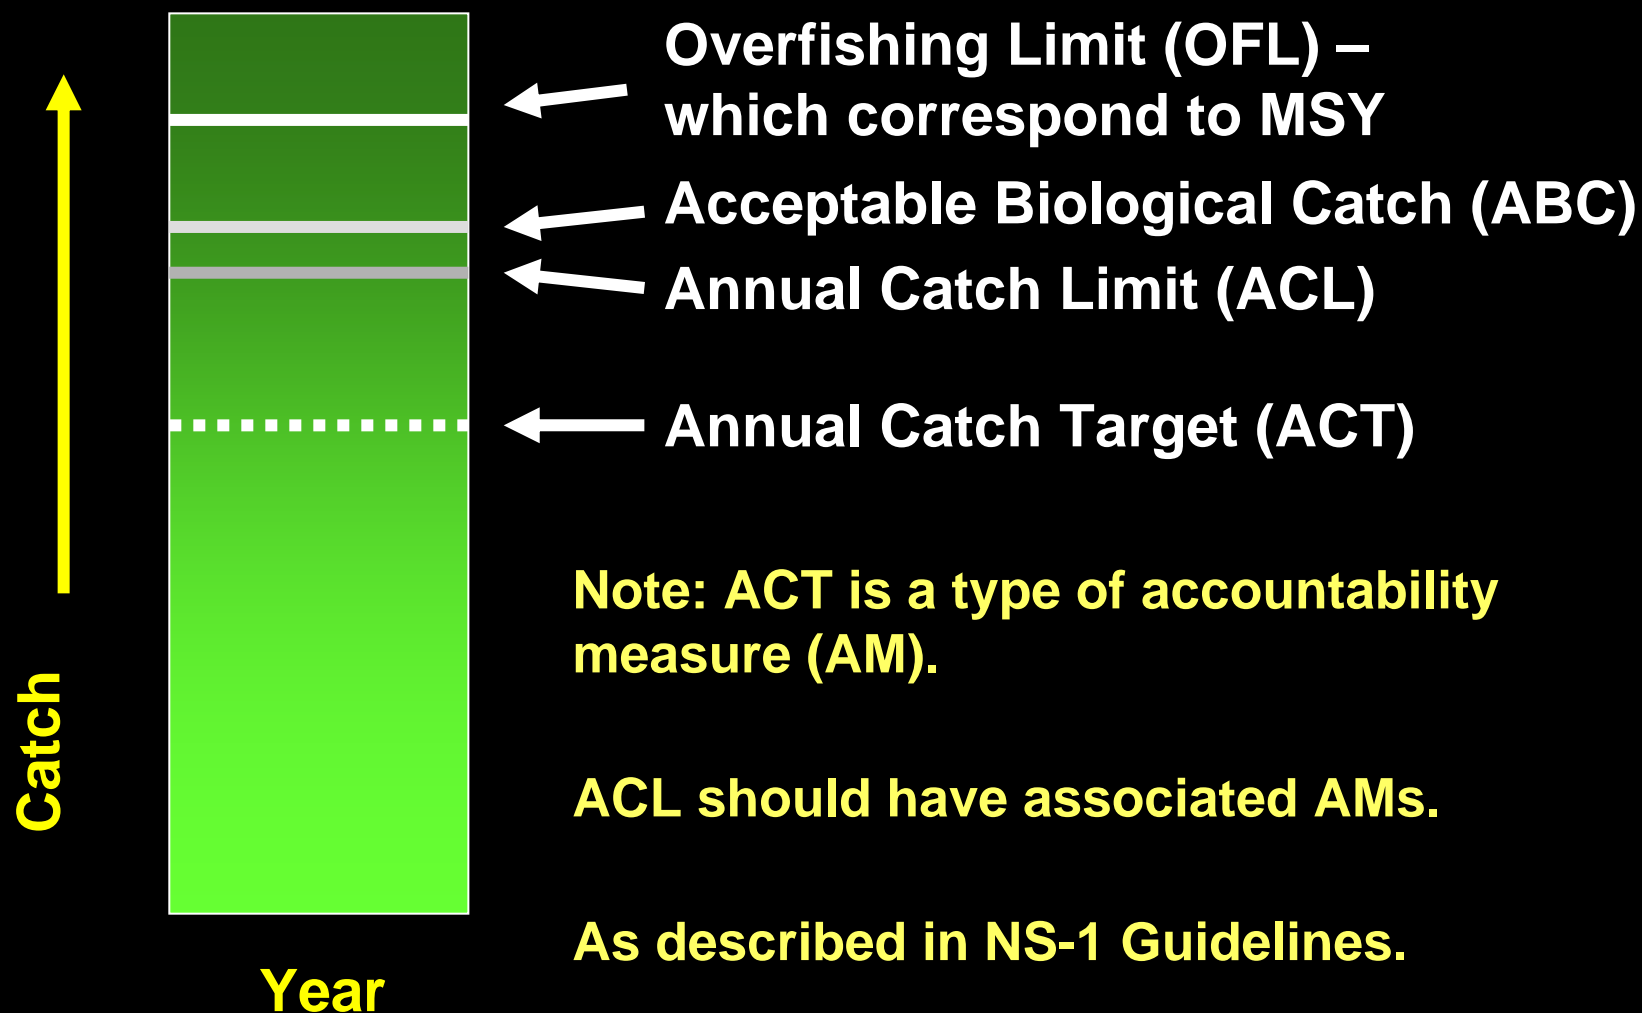 Overfishing Limit (OFL) –
which correspond to MSY
Acceptable Biological Catch (ABC)
Annual Catch Limit (ACL)
Annual Catch Target (ACT)
Note: ACT is a type of accountability
measure (AM).
ACL should have associated AMs.
As described in NS-1 Guidelines.
Catch
Year